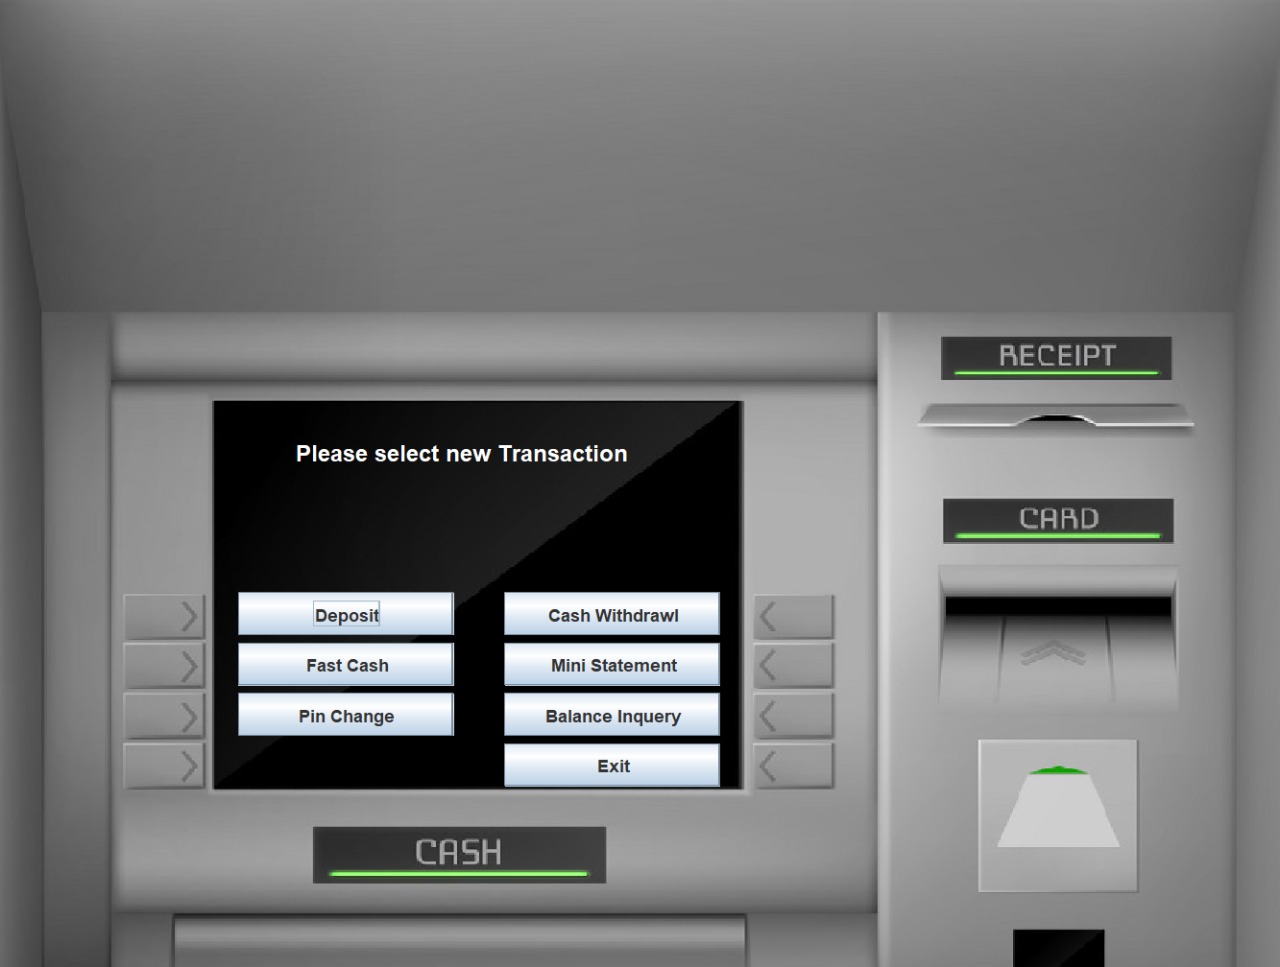 RECEIPT
Please select new Transaction
CARD
Deposit
Cash Withdrawl
Fast Cash
Mini Statement
Pin Change
Balance Inquery
Exit
CASH